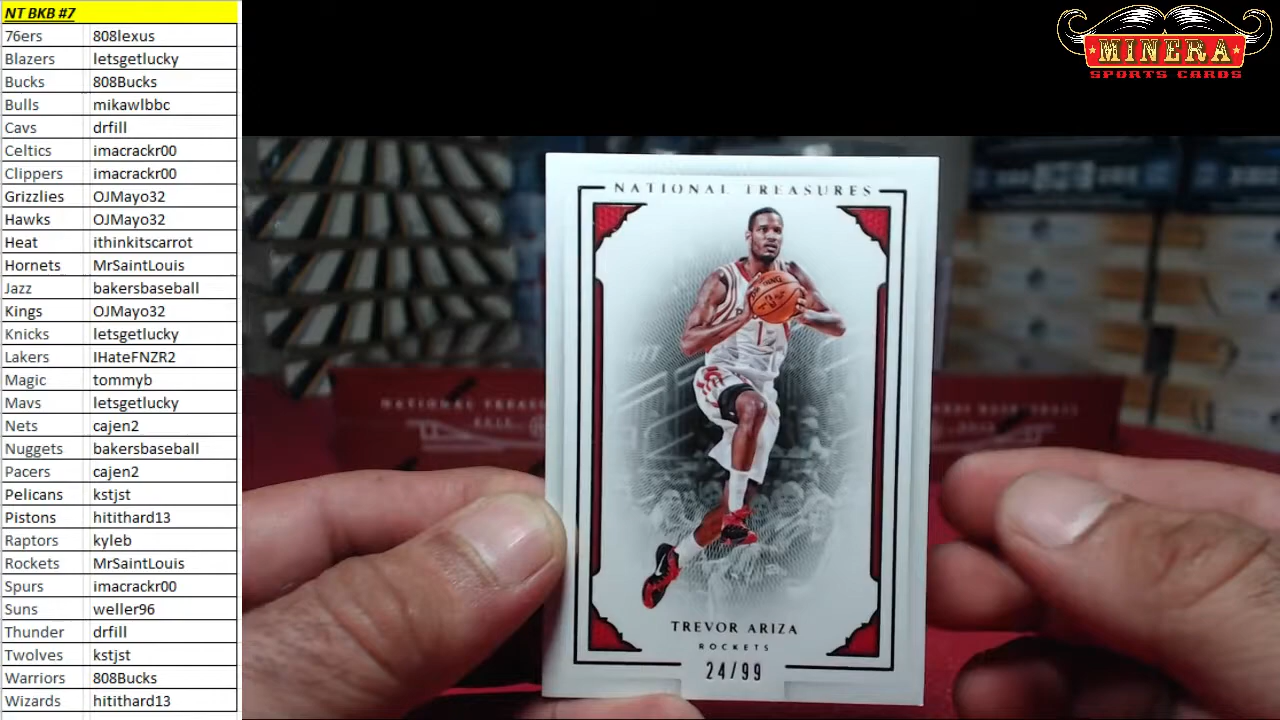 NT BKB #7
76ers 808lexus
Blazers letsgetlucky
Bucks 808Bucks
Bulls mikawlbbc
Cavs drfill
Celtics imacrackr00
Clippers imacrackr00
Grizzlies OJMayo32
Hawks OJMayo32
Heat ithinkitscarrot
Hornets MrSaintLouis
Jazz bakersbaseball
Kings OJMayo32
Knicks letsgetlucky
Lakers IHateFNZR2
Magic tommyb
Mavs letsgetlucky
Nets cajen2
Nuggets bakersbaseball
Pacers cajen2
Pelicans kstjst
Pistons hitithard13
Raptors kyleb
Rockets MrSaintLouis
Spurs imacrackr00
Suns weller96
Thunder drfill
Twolves kstjst
Warriors 808Bucks
Wizards hitithard13
MINERA
SPORTS CARDS
NATIONAL TREASURES
TREVOR ARIZA
ROCKETS
24/99
NATIONAL TREASU